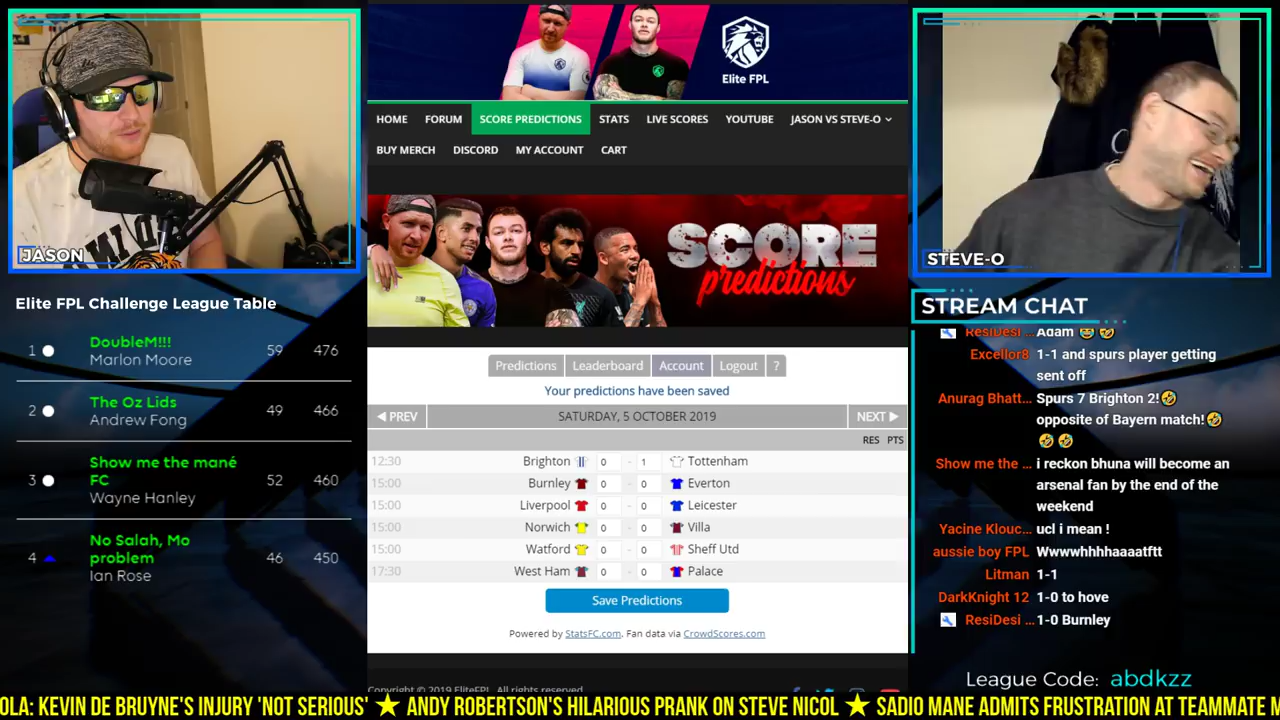 JASON
Elite FPL Challenge League Table
1 DoubleM!!! 59 476
Marlon Moore
2 The Oz Lids 49 466
Andrew Fong
3 Show me the mané FC 52 460
Wayne Hanley
4 No Salah, Mo problem 46 450
Ian Rose
Elite FPL
HOME FORUM SCORE PREDICTIONS STATS LIVE SCORES YOUTUBE JASON VS STEVE-O
BUY MERCH DISCORD MY ACCOUNT CART
SCORE
predictions
Predictions Leaderboard Account Logout ?
Your predictions have been saved
PREV SATURDAY, 5 OCTOBER 2019 NEXT
RES PTS
12:30 Brighton 0 - 1 Tottenham
15:00 Burnley 0 - 0 Everton
15:00 Liverpool 0 - 0 Leicester
15:00 Norwich 0 - 0 Villa
15:00 Watford 0 - 0 Sheff Utd
17:30 West Ham 0 - 0 Palace
Save Predictions
Powered by StatsFC.com. Fan data via CrowdScores.com
Copyright © 2019 EliteFPL. All rights reserved.
STEVE-O
STREAM CHAT
ResiDesi ... Adam 😂 🤣
Excellor8 1-1 and spurs player getting
sent off
Anurag Bhatt... Spurs 7 Brighton 2!🤣
opposite of Bayern match!🤣
🤣 🤣
Show me the ... i reckon bhuna will become an
arsenal fan by the end of the
weekend
Yacine Klouc... ucl i mean !
aussie boy FPL Wwwwhhhhaaaatftt
Litman 1-1
DarkKnight 12 1-0 to hove
ResiDesi ... 1-0 Burnley
League Code: abdkzz
OLA: KEVIN DE BRUYNE'S INJURY 'NOT SERIOUS' ★ ANDY ROBERTSON'S HILARIOUS PRANK ON STEVE NICOL ★ SADIO MANE ADMITS FRUSTRATION AT TEAMMATE M